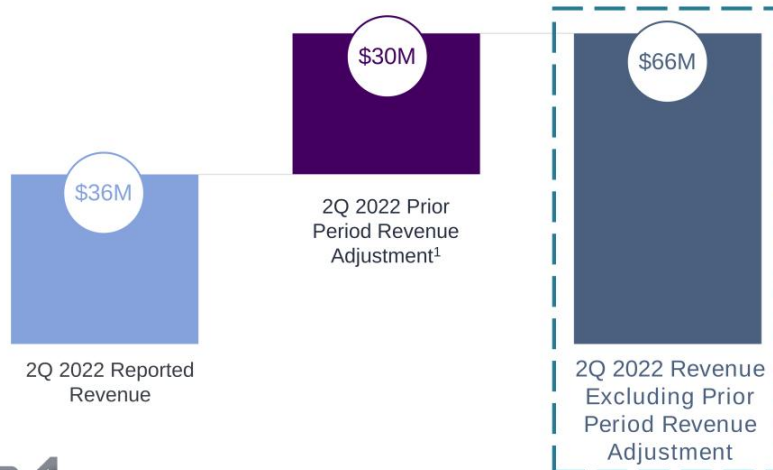 $36M
2Q 2022 Reported
Revenue
$30M
2Q 2022 Prior
Period Revenue
Adjustment1
$66M
2Q 2022 Revenue
Excluding Prior
Period Revenue
Adjustment